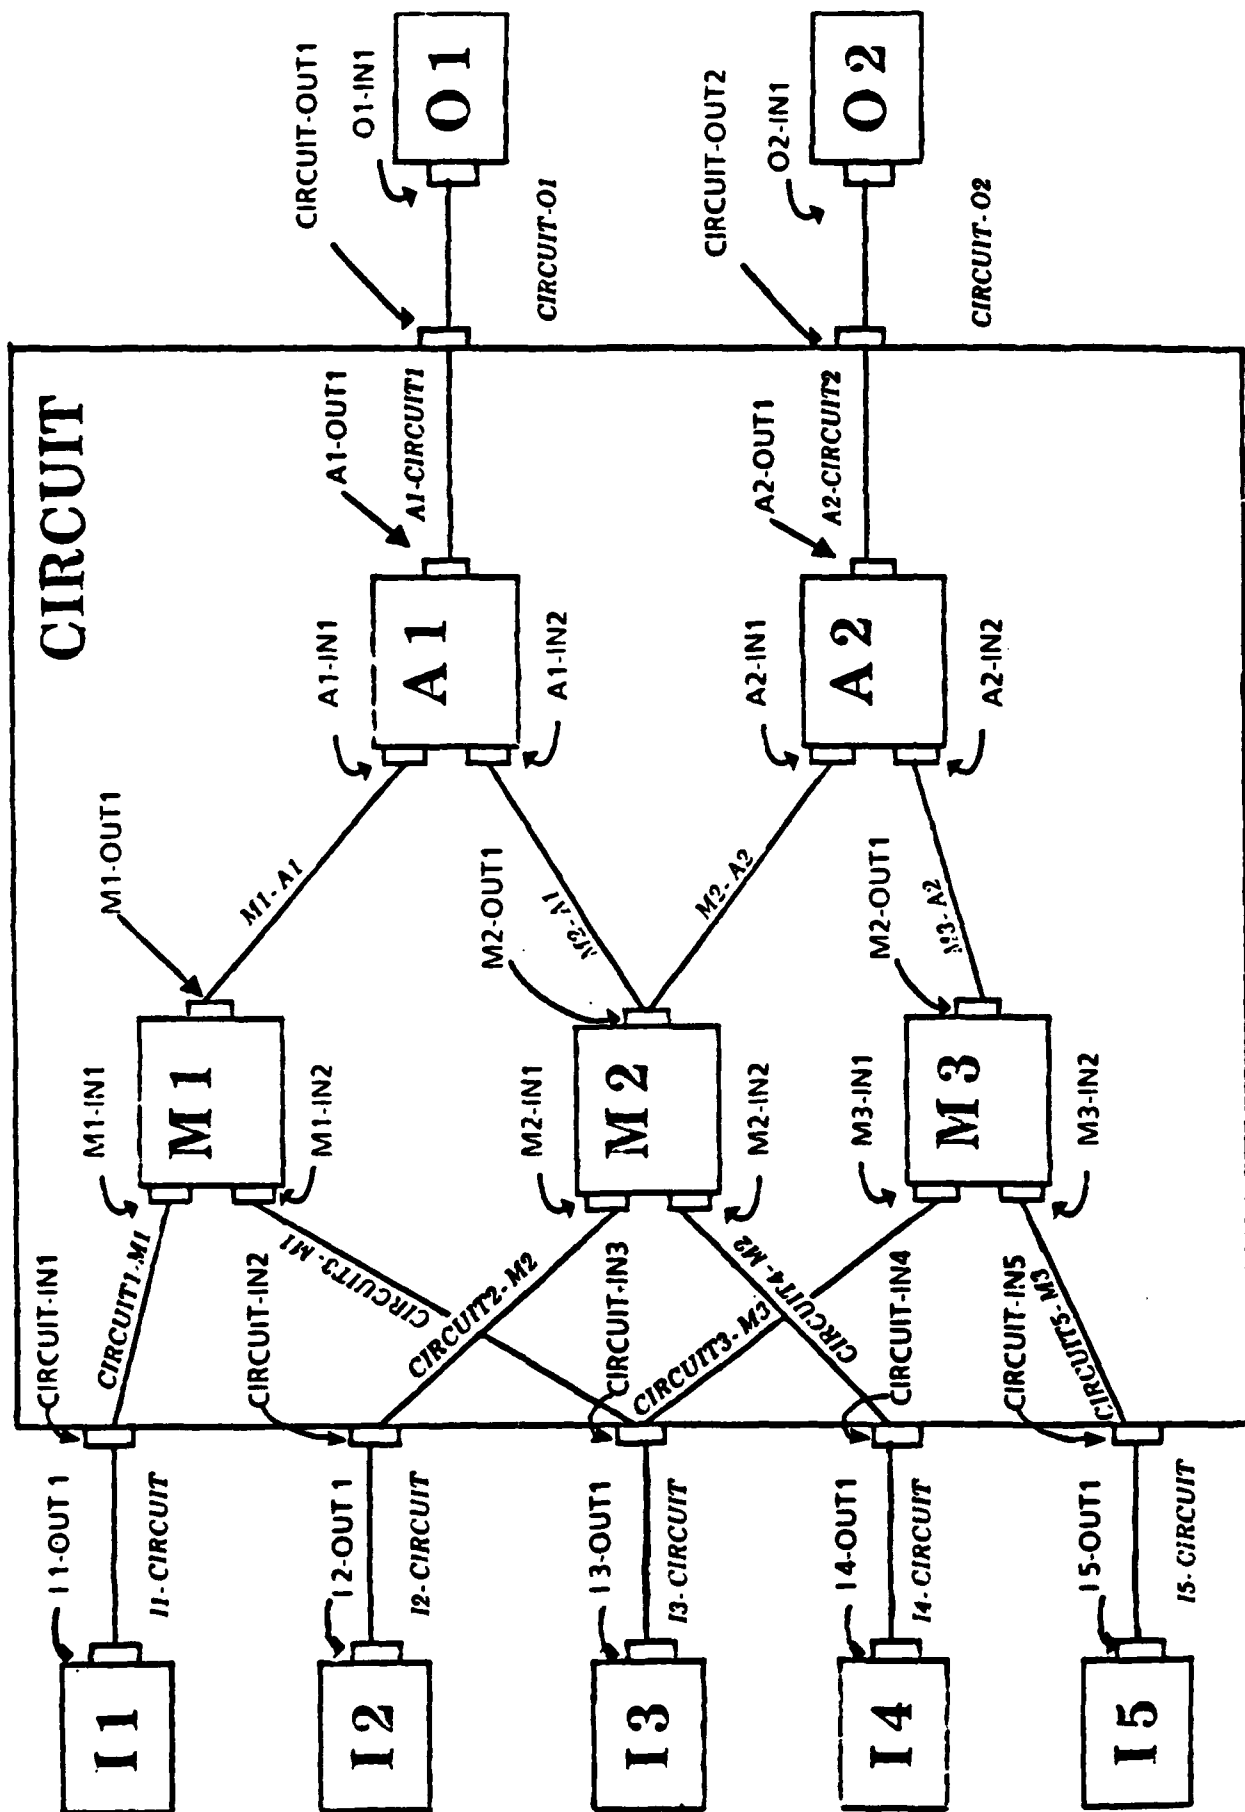 CIRCUIT
I1
I1-OUT1
I1-CIRCUIT
CIRCUIT-IN1
CIRCUIT1-M1
I2
I2-OUT1
I2-CIRCUIT
CIRCUIT-IN2
CIRCUIT2-M2
I3
I3-OUT1
I3-CIRCUIT
CIRCUIT-IN3
CIRCUIT3-M1
CIRCUIT3-M3
I4
I4-OUT1
I4-CIRCUIT
CIRCUIT-IN4
CIRCUIT4-M2
I5
I5-OUT1
I5-CIRCUIT
CIRCUIT-IN5
CIRCUIT5-M3
M1-IN1
M1
M1-IN2
M1-OUT1
M1-A1
M2-IN1
M2
M2-IN2
M2-OUT1
M2-A1
M2-A2
M3-IN1
M3
M3-IN2
M2-OUT1
M3-A2
A1-IN1
A1
A1-IN2
A1-OUT1
A1-CIRCUIT1
A2-IN1
A2
A2-IN2
A2-OUT1
A2-CIRCUIT2
CIRCUIT-OUT1
O1-IN1
O1
CIRCUIT-O1
CIRCUIT-OUT2
O2-IN1
O2
CIRCUIT-O2